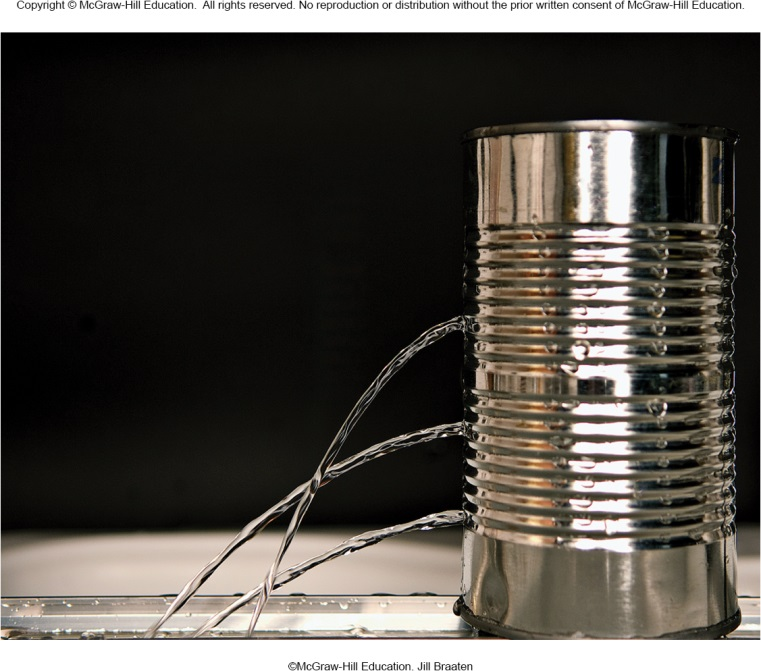 Copyright © McGraw-Hill Education.  All rights reserved. No reproduction or distribution without the prior written consent of McGraw-Hill Education.
©McGraw-Hill Education. Jill Braaten